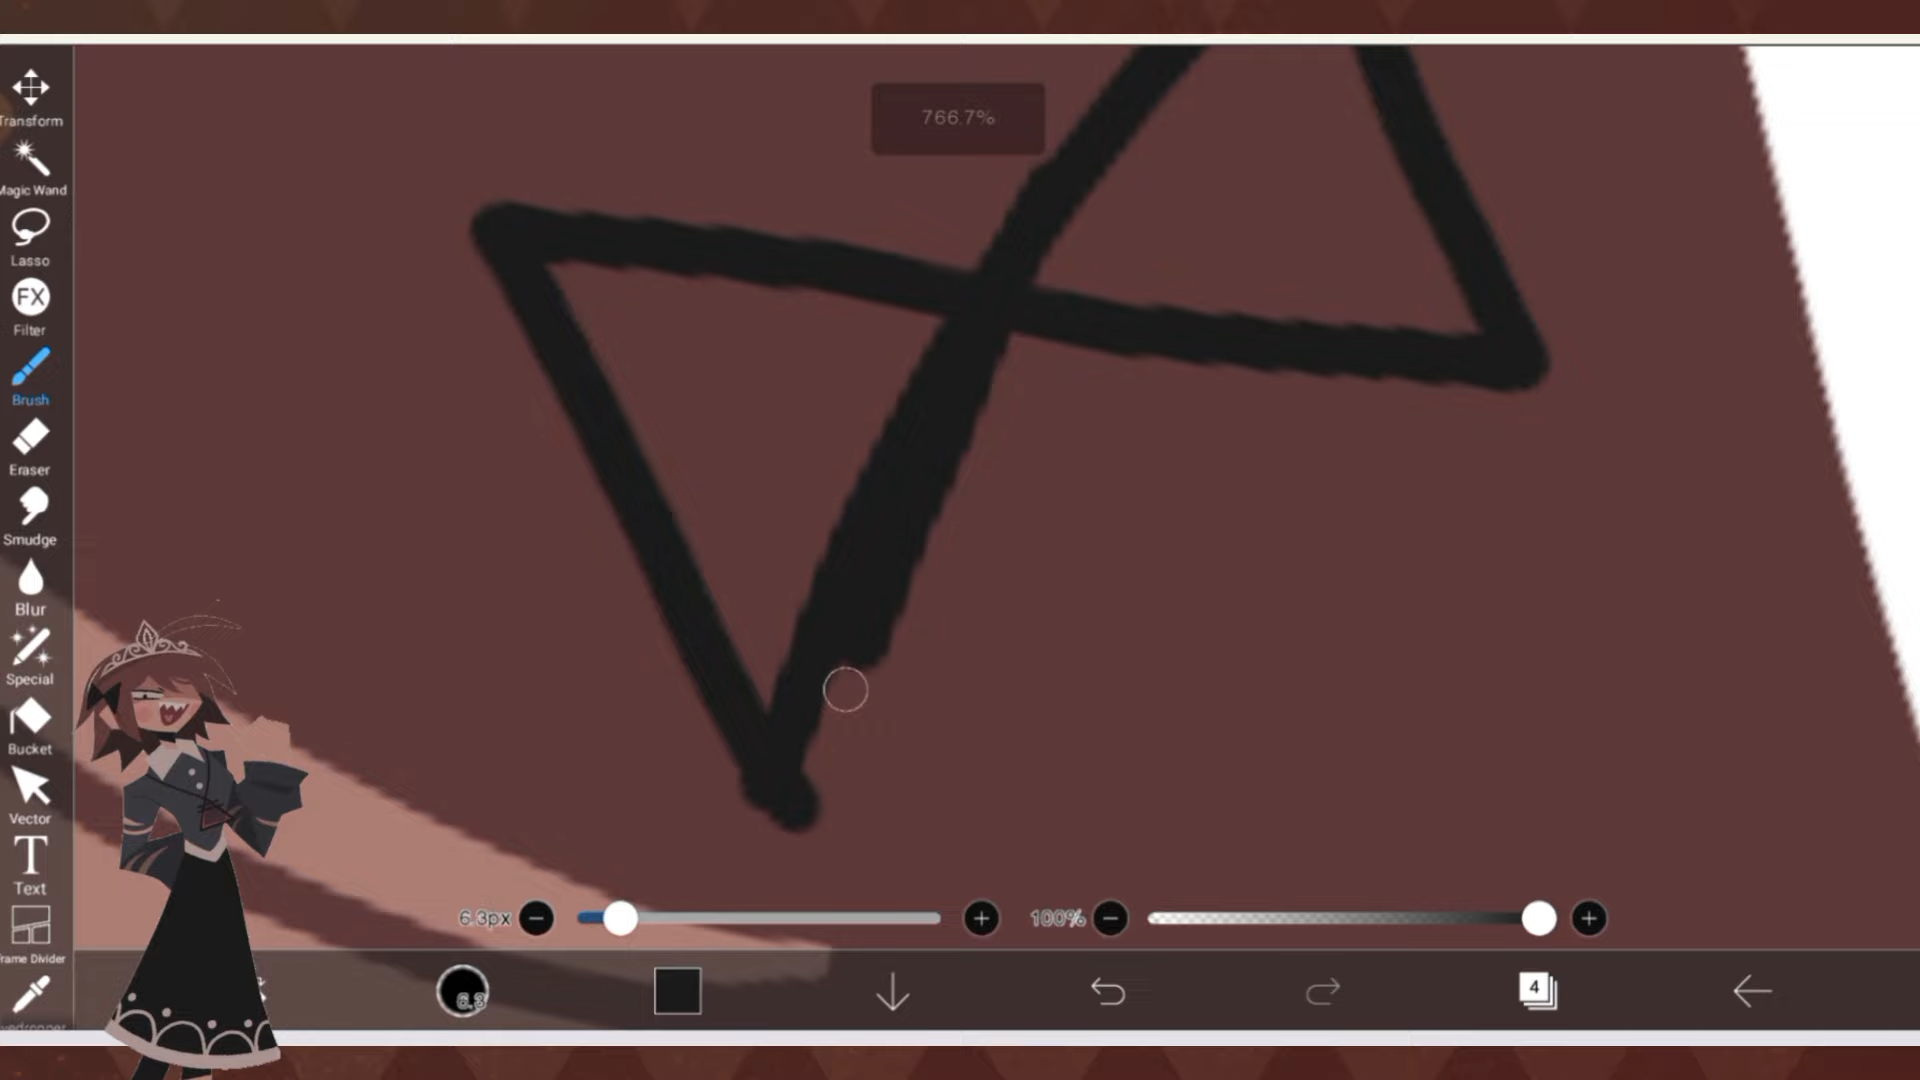 766.7%
Transform
Magic Wand
Lasso
FX
Filter
Brush
Eraser
Smudge
Blur
Special
Bucket
Vector
T
Text
Frame Divider
6.3px
100%
6.3
4